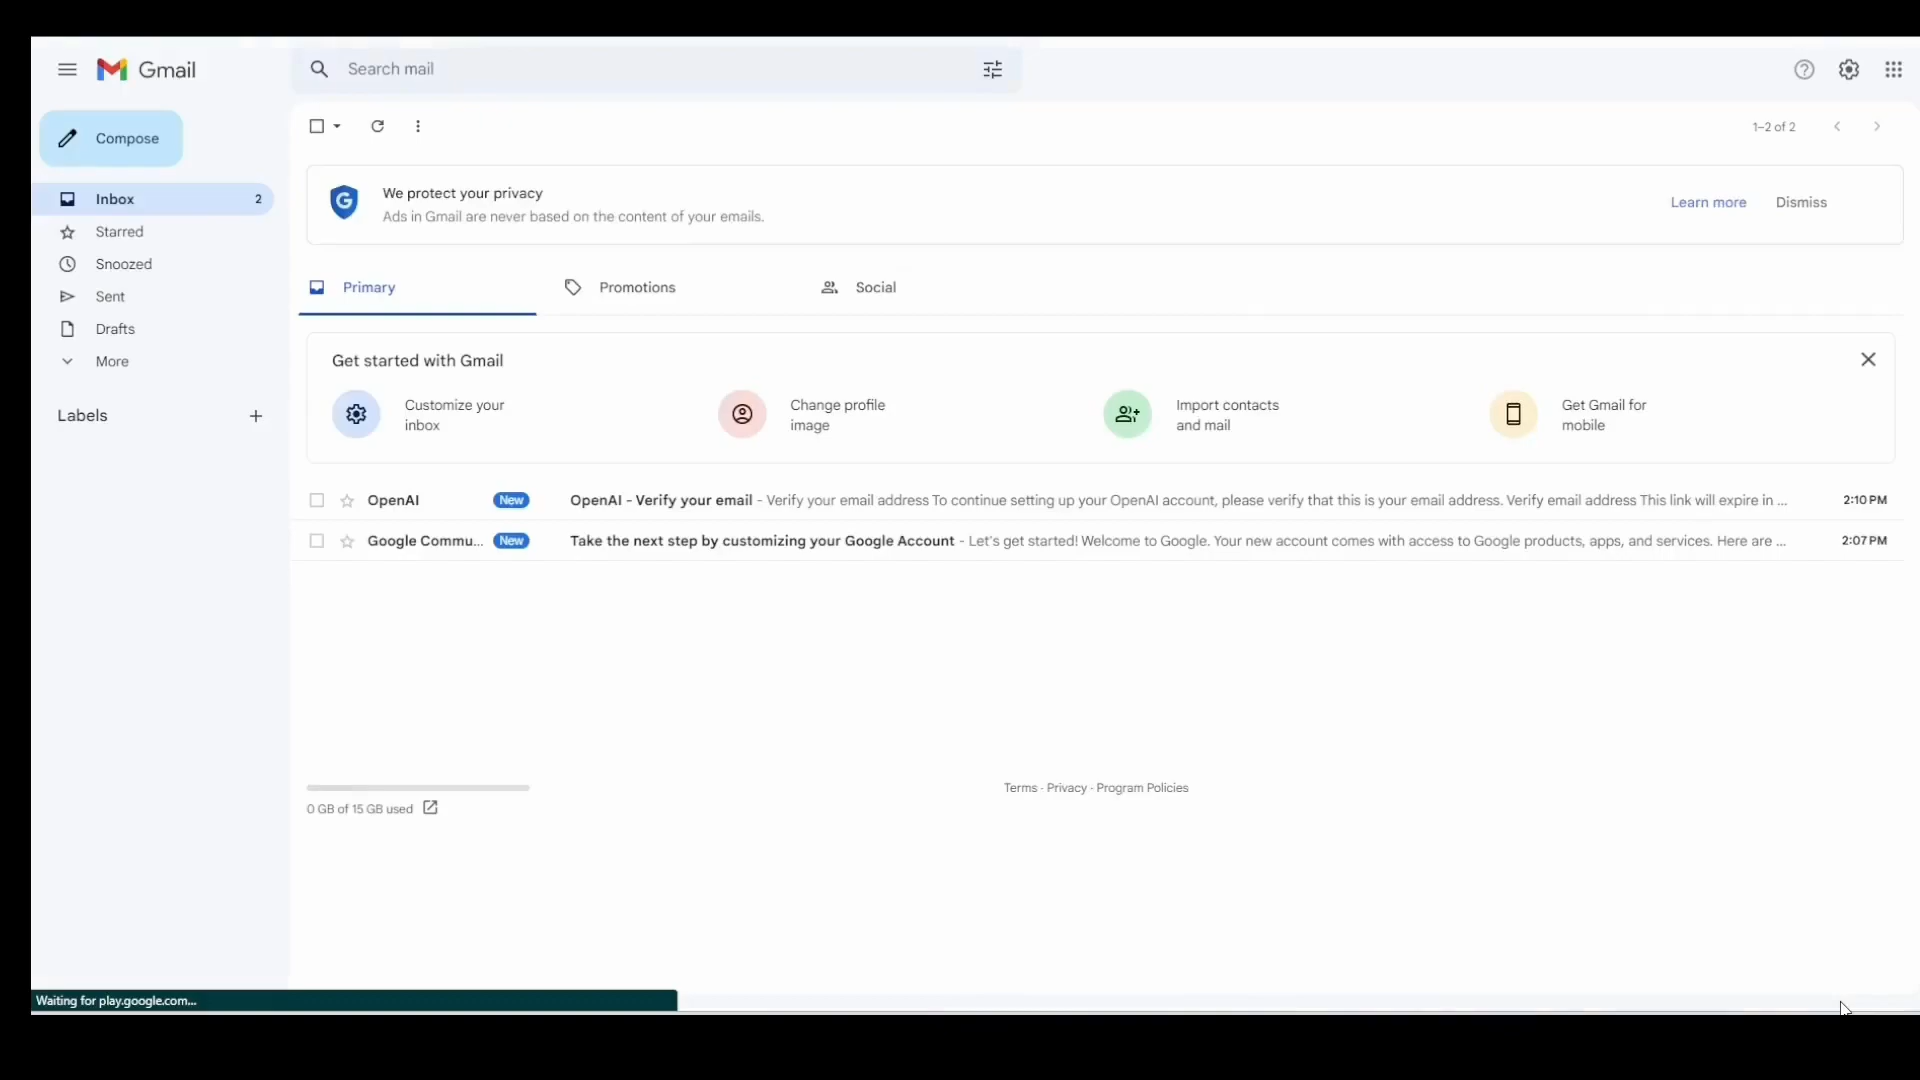 Gmail
Search mail
Compose
1–2 of 2
Inbox 2
We protect your privacy
Ads in Gmail are never based on the content of your emails.
Learn more Dismiss
Starred
Snoozed
Sent
Drafts
More
Labels
Primary Promotions Social
Get started with Gmail
Customize your
inbox
Change profile
image
Import contacts
and mail
Get Gmail for
mobile
OpenAI New OpenAI - Verify your email - Verify your email address To continue setting up your OpenAI account, please verify that this is your email address. Verify email address This link will expire in ... 2:10 PM
Google Commu... New Take the next step by customizing your Google Account - Let's get started! Welcome to Google. Your new account comes with access to Google products, apps, and services. Here are ... 2:07 PM
Terms · Privacy · Program Policies
0 GB of 15 GB used
Waiting for play.google.com...